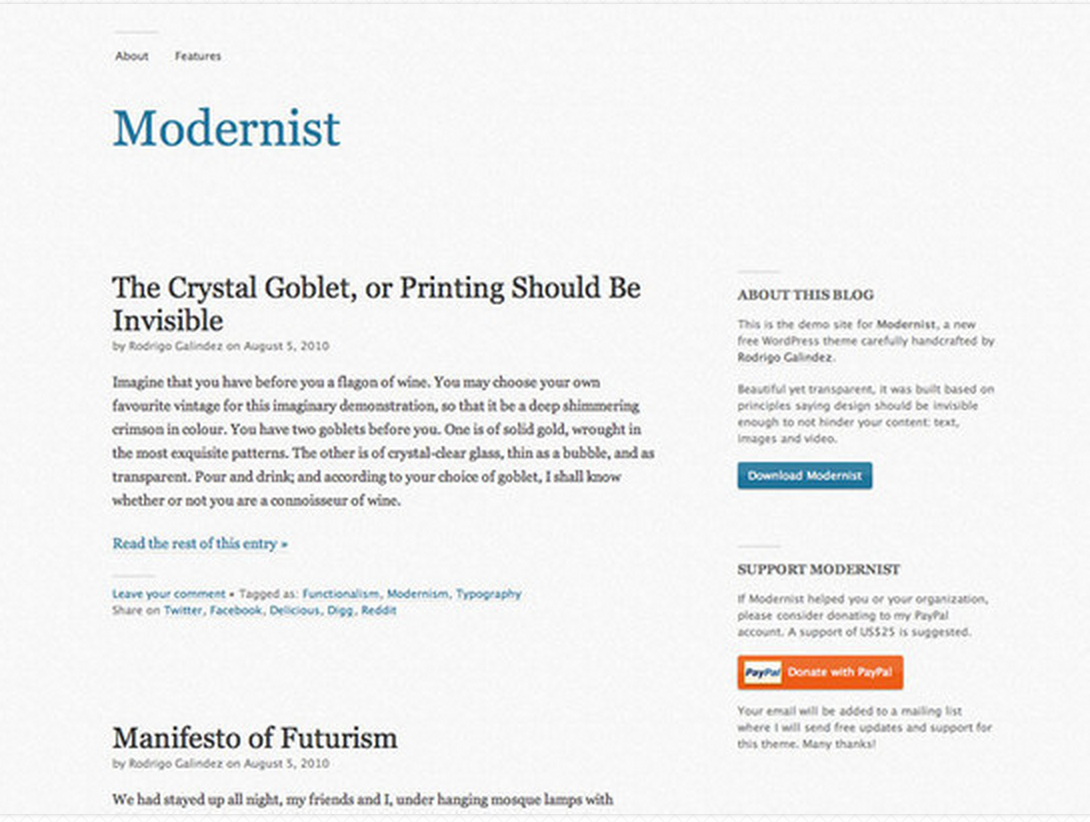 About Features
Modernist
The Crystal Goblet, or Printing Should Be
Invisible
by Rodrigo Galindez on August 5, 2010
Imagine that you have before you a flagon of wine. You may choose your own
favourite vintage for this imaginary demonstration, so that it be a deep shimmering
crimson in colour. You have two goblets before you. One is of solid gold, wrought in
the most exquisite patterns. The other is of crystal-clear glass, thin as a bubble, and as
transparent. Pour and drink; and according to your choice of goblet, I shall know
whether or not you are a connoisseur of wine.
Read the rest of this entry »
Leave your comment • Tagged as: Functionalism, Modernism, Typography
Share on Twitter, Facebook, Delicious, Digg, Reddit
Manifesto of Futurism
by Rodrigo Galindez on August 5, 2010
We had stayed up all night, my friends and I, under hanging mosque lamps with
ABOUT THIS BLOG
This is the demo site for Modernist, a new
free WordPress theme carefully handcrafted by
Rodrigo Galindez.
Beautiful yet transparent, it was built based on
principles saying design should be invisible
enough to not hinder your content: text,
images and video.
Download Modernist
SUPPORT MODERNIST
If Modernist helped you or your organization,
please consider donating to my PayPal
account. A support of US$25 is suggested.
PayPal Donate with PayPal
Your email will be added to a mailing list
where I will send free updates and support for
this theme. Many thanks!